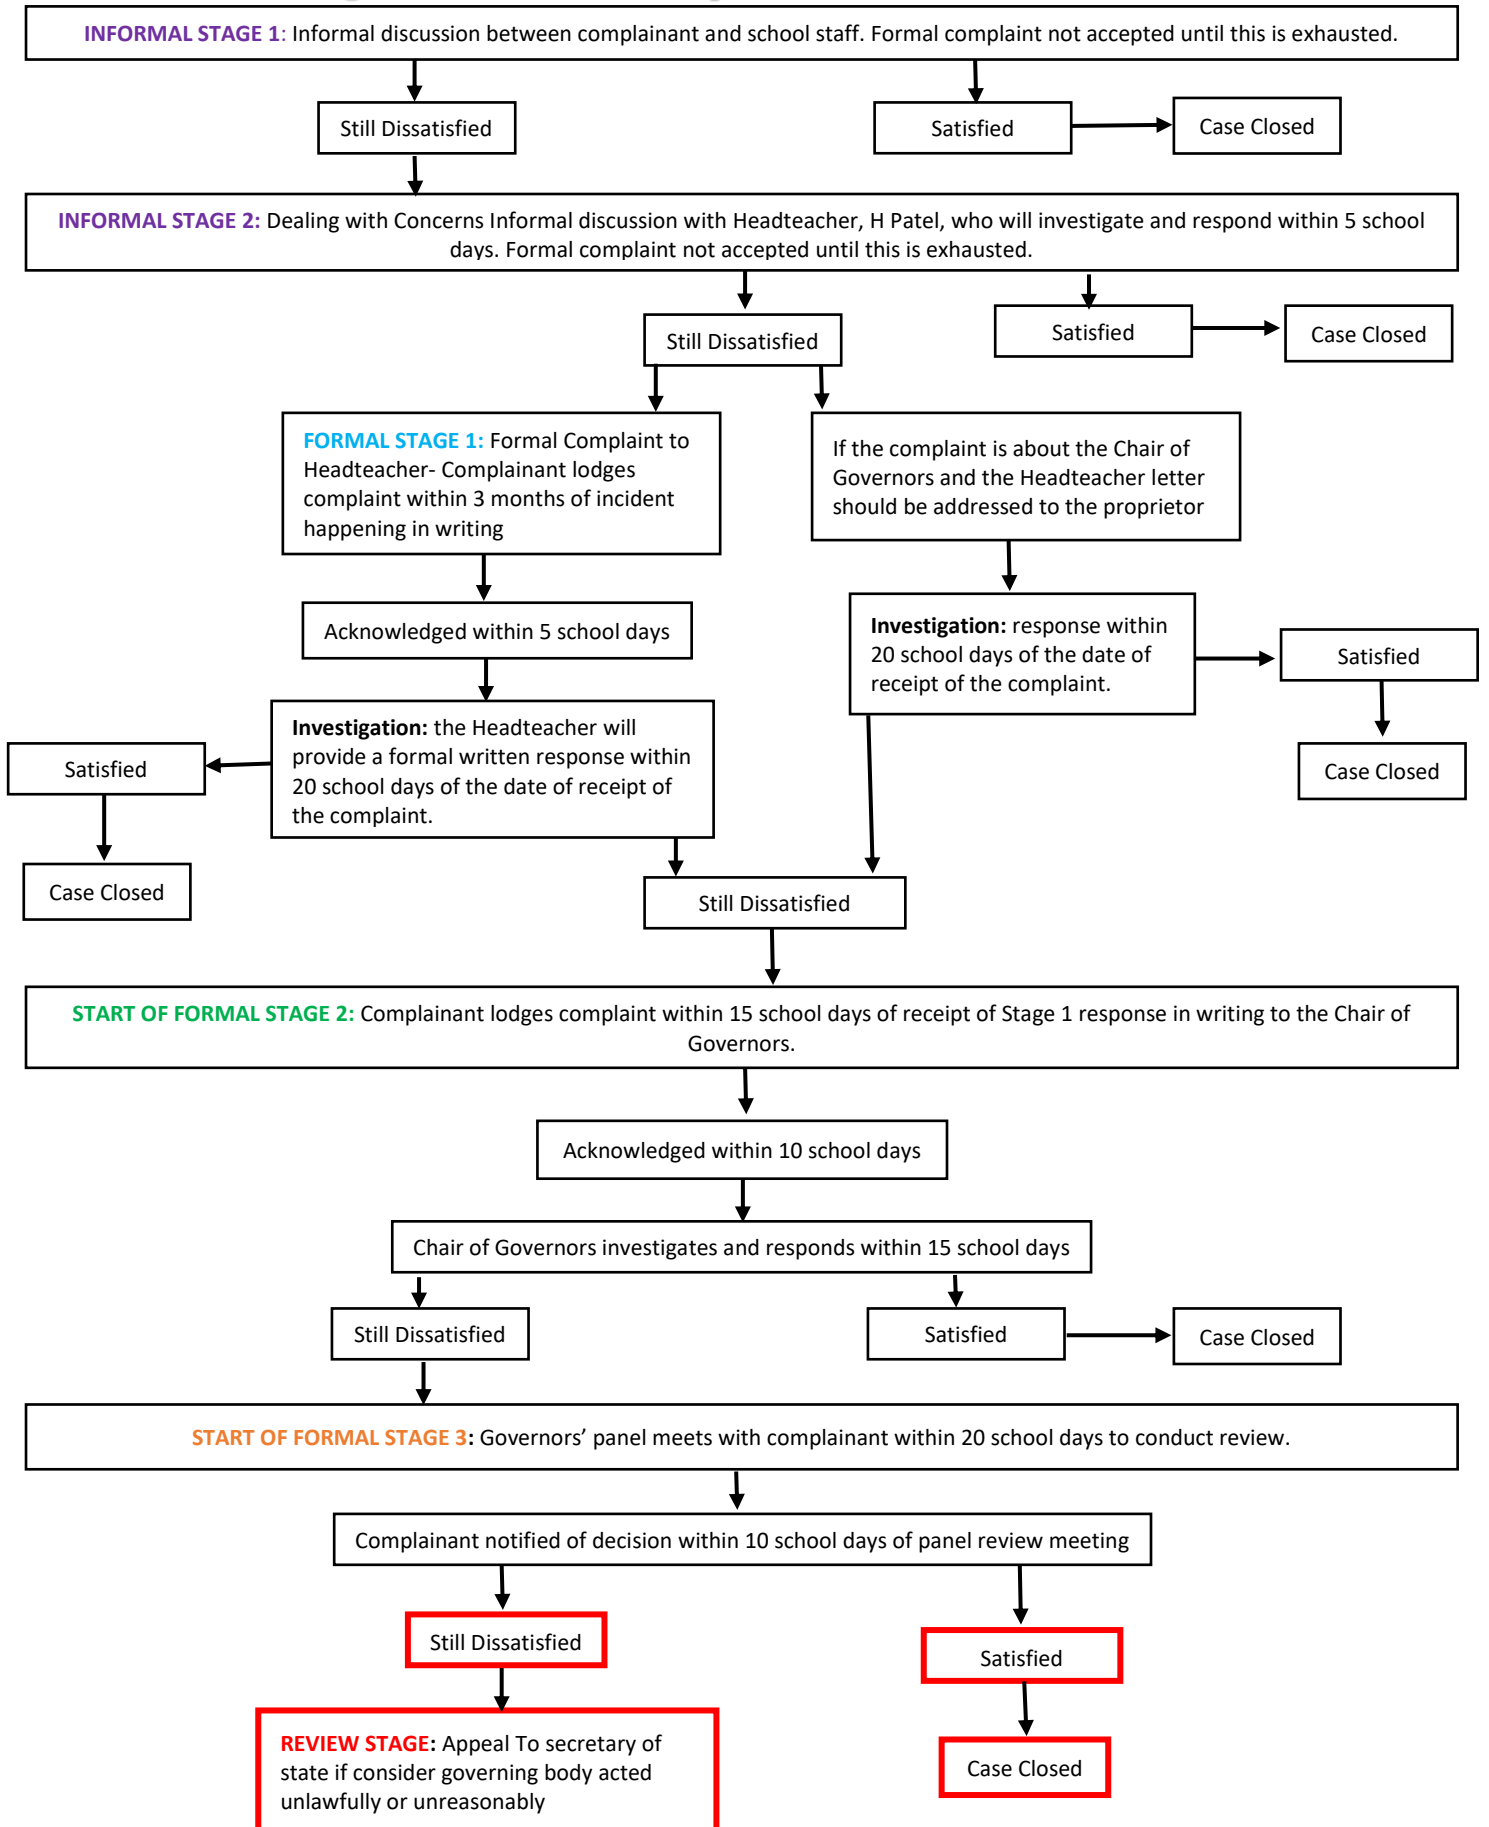 INFORMAL STAGE 1: Informal discussion between complainant and school staff. Formal complaint not accepted until this is exhausted.
Still Dissatisfied
Satisfied
Case Closed
INFORMAL STAGE 2: Dealing with Concerns Informal discussion with Headteacher, H Patel, who will investigate and respond within 5 school
days. Formal complaint not accepted until this is exhausted.
Still Dissatisfied
Satisfied
Case Closed
FORMAL STAGE 1: Formal Complaint to
Headteacher- Complainant lodges
complaint within 3 months of incident
happening in writing
If the complaint is about the Chair of
Governors and the Headteacher letter
should be addressed to the proprietor
Acknowledged within 5 school days
Investigation: response within
20 school days of the date of
receipt of the complaint.
Satisfied
Case Closed
Investigation: the Headteacher will
provide a formal written response within
20 school days of the date of receipt of
the complaint.
Satisfied
Case Closed
Still Dissatisfied
START OF FORMAL STAGE 2: Complainant lodges complaint within 15 school days of receipt of Stage 1 response in writing to the Chair of
Governors.
Acknowledged within 10 school days
Chair of Governors investigates and responds within 15 school days
Still Dissatisfied
Satisfied
Case Closed
START OF FORMAL STAGE 3: Governors’ panel meets with complainant within 20 school days to conduct review.
Complainant notified of decision within 10 school days of panel review meeting
Still Dissatisfied
Satisfied
Case Closed
REVIEW STAGE: Appeal To secretary of
state if consider governing body acted
unlawfully or unreasonably